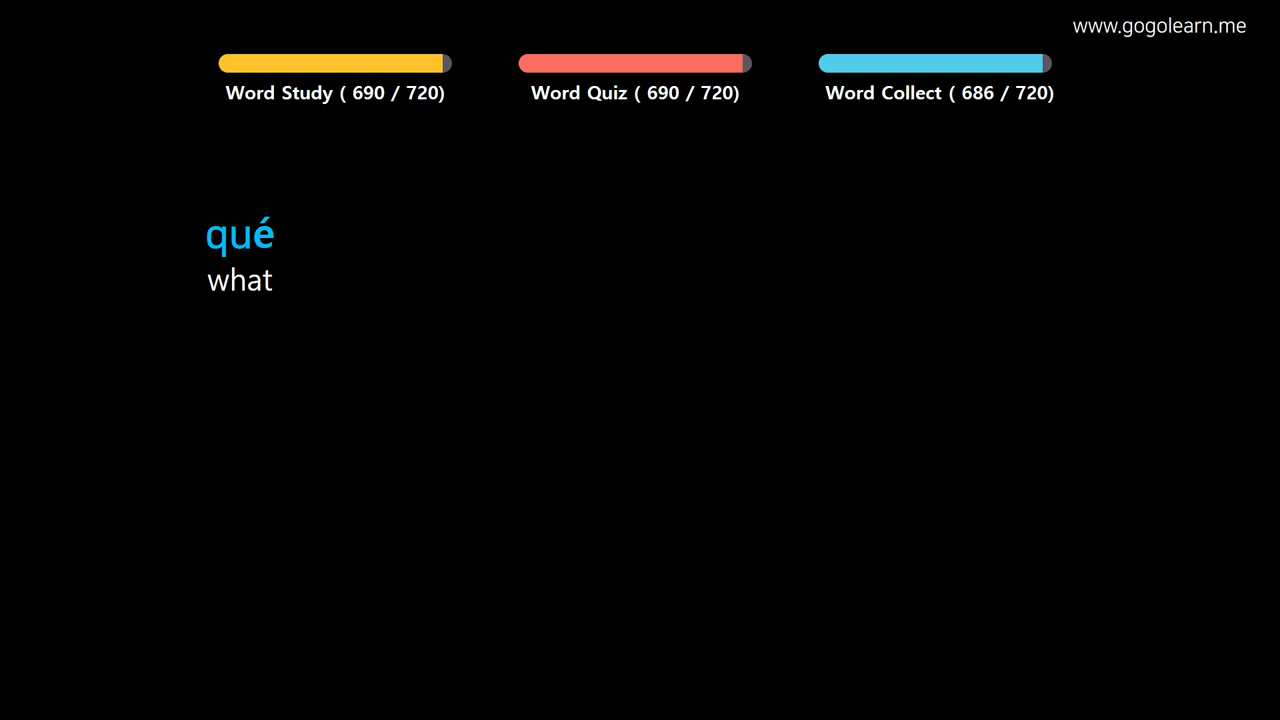 www.gogolearn.me
Word Study ( 690 / 720)
Word Quiz ( 690 / 720)
Word Collect ( 686 / 720)
qué
what